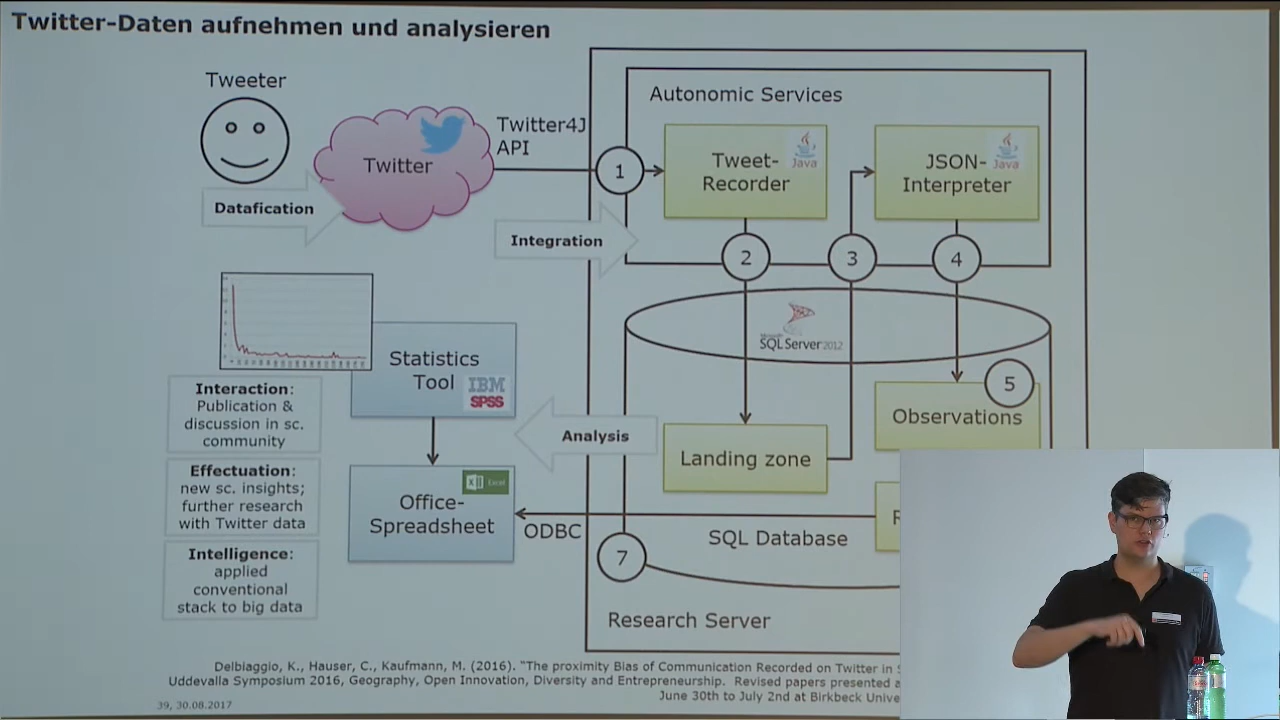 Twitter-Daten aufnehmen und analysieren
Tweeter
Datafication
Twitter
Twitter4J
API
Integration
Autonomic Services
1
Tweet-
Recorder
Java
JSON-
Interpreter
Java
2
3
4
SQL Server 2012
5
Observations
Landing zone
Analysis
Statistics
Tool
IBM
SPSS
Office-
Spreadsheet
Excel
ODBC
SQL Database
7
Research Server
Interaction:
Publication &
discussion in sc.
community
Effectuation:
new sc. insights;
further research
with Twitter data
Intelligence:
applied
conventional
stack to big data
Delbiaggio, K., Hauser, C., Kaufmann, M. (2016). "The proximity Bias of Communication Recorded on Twitter in
Uddevalla Symposium 2016, Geography, Open Innovation, Diversity and Entrepreneurship. Revised papers presented
June 30th to July 2nd at Birkbeck
39, 30.08.2017